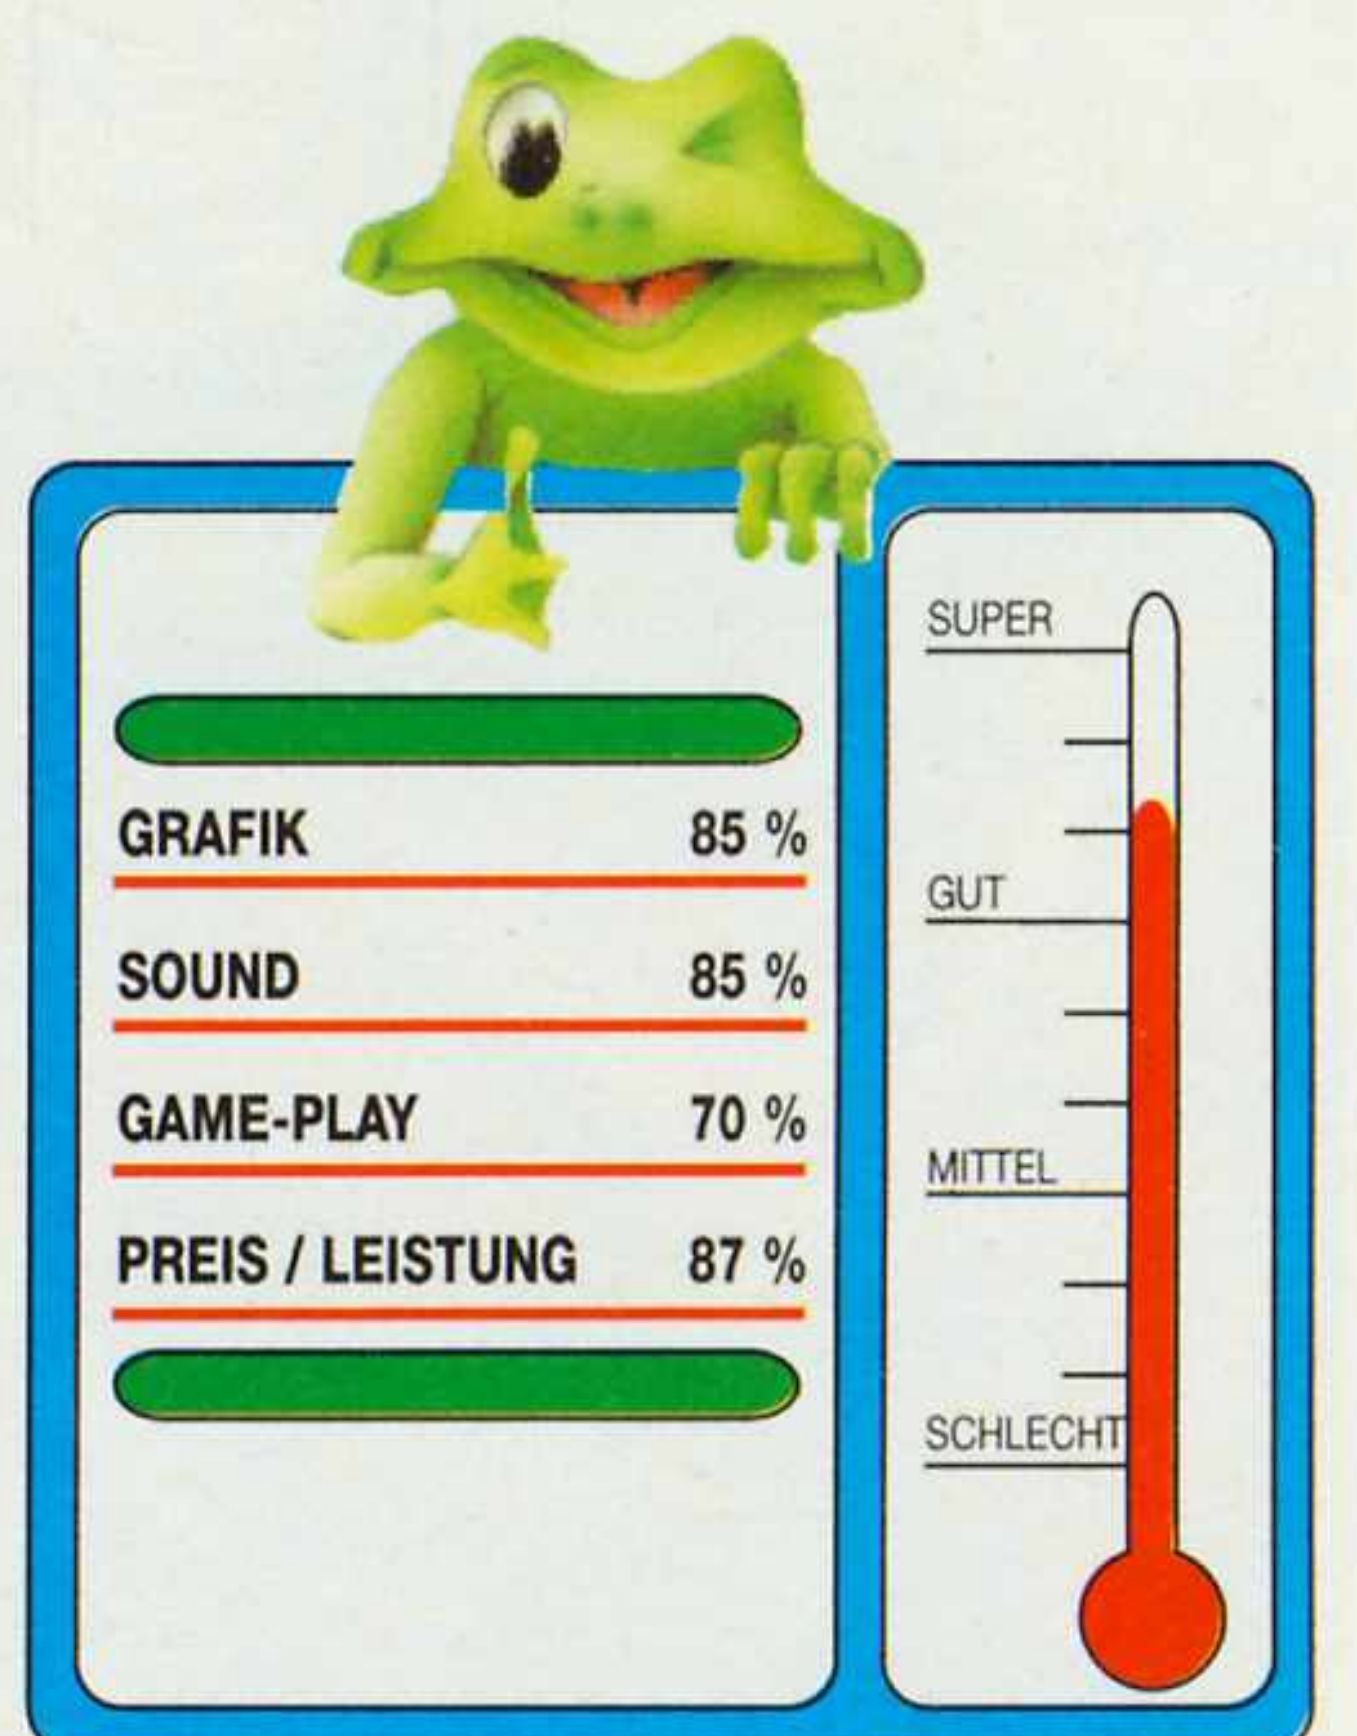 GRAFIK 85 %
SOUND 85 %
GAME-PLAY 70 %
PREIS / LEISTUNG 87 %
SUPER
GUT
MITTEL
SCHLECHT